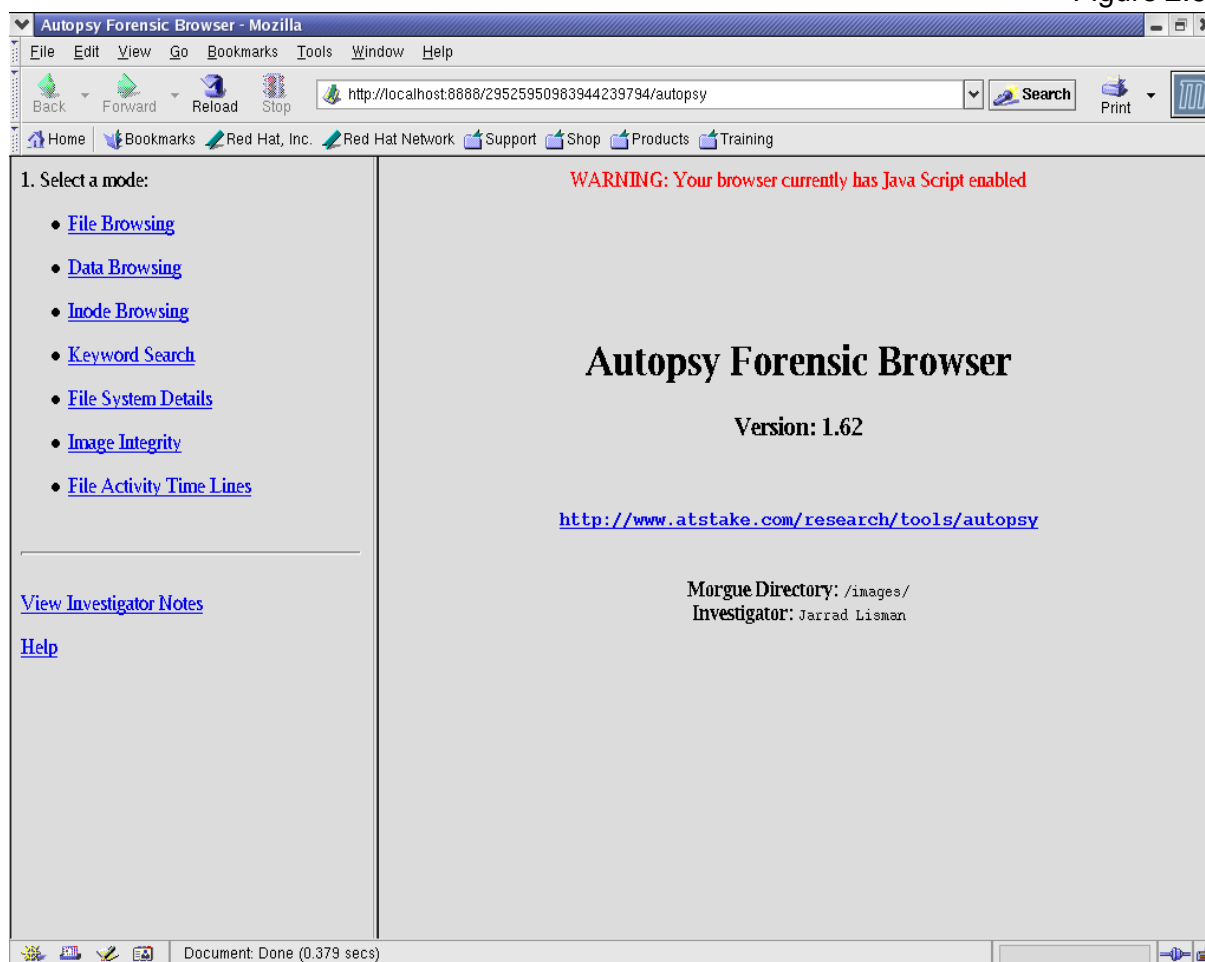 Autopsy Forensic Browser - Mozilla
File Edit View Go Bookmarks Tools Window Help
Back Forward Reload Stop http://localhost:8888/29525950983944239794/autopsy Search Print
Home Bookmarks Red Hat, Inc. Red Hat Network Support Shop Products Training
1. Select a mode:
File Browsing
Data Browsing
Inode Browsing
Keyword Search
File System Details
Image Integrity
File Activity Time Lines
View Investigator Notes
Help
WARNING: Your browser currently has Java Script enabled
Autopsy Forensic Browser
Version: 1.62
http://www.atstake.com/research/tools/autopsy
Morgue Directory: /images/
Investigator: Jarrad Lisman
Document: Done (0.379 secs)